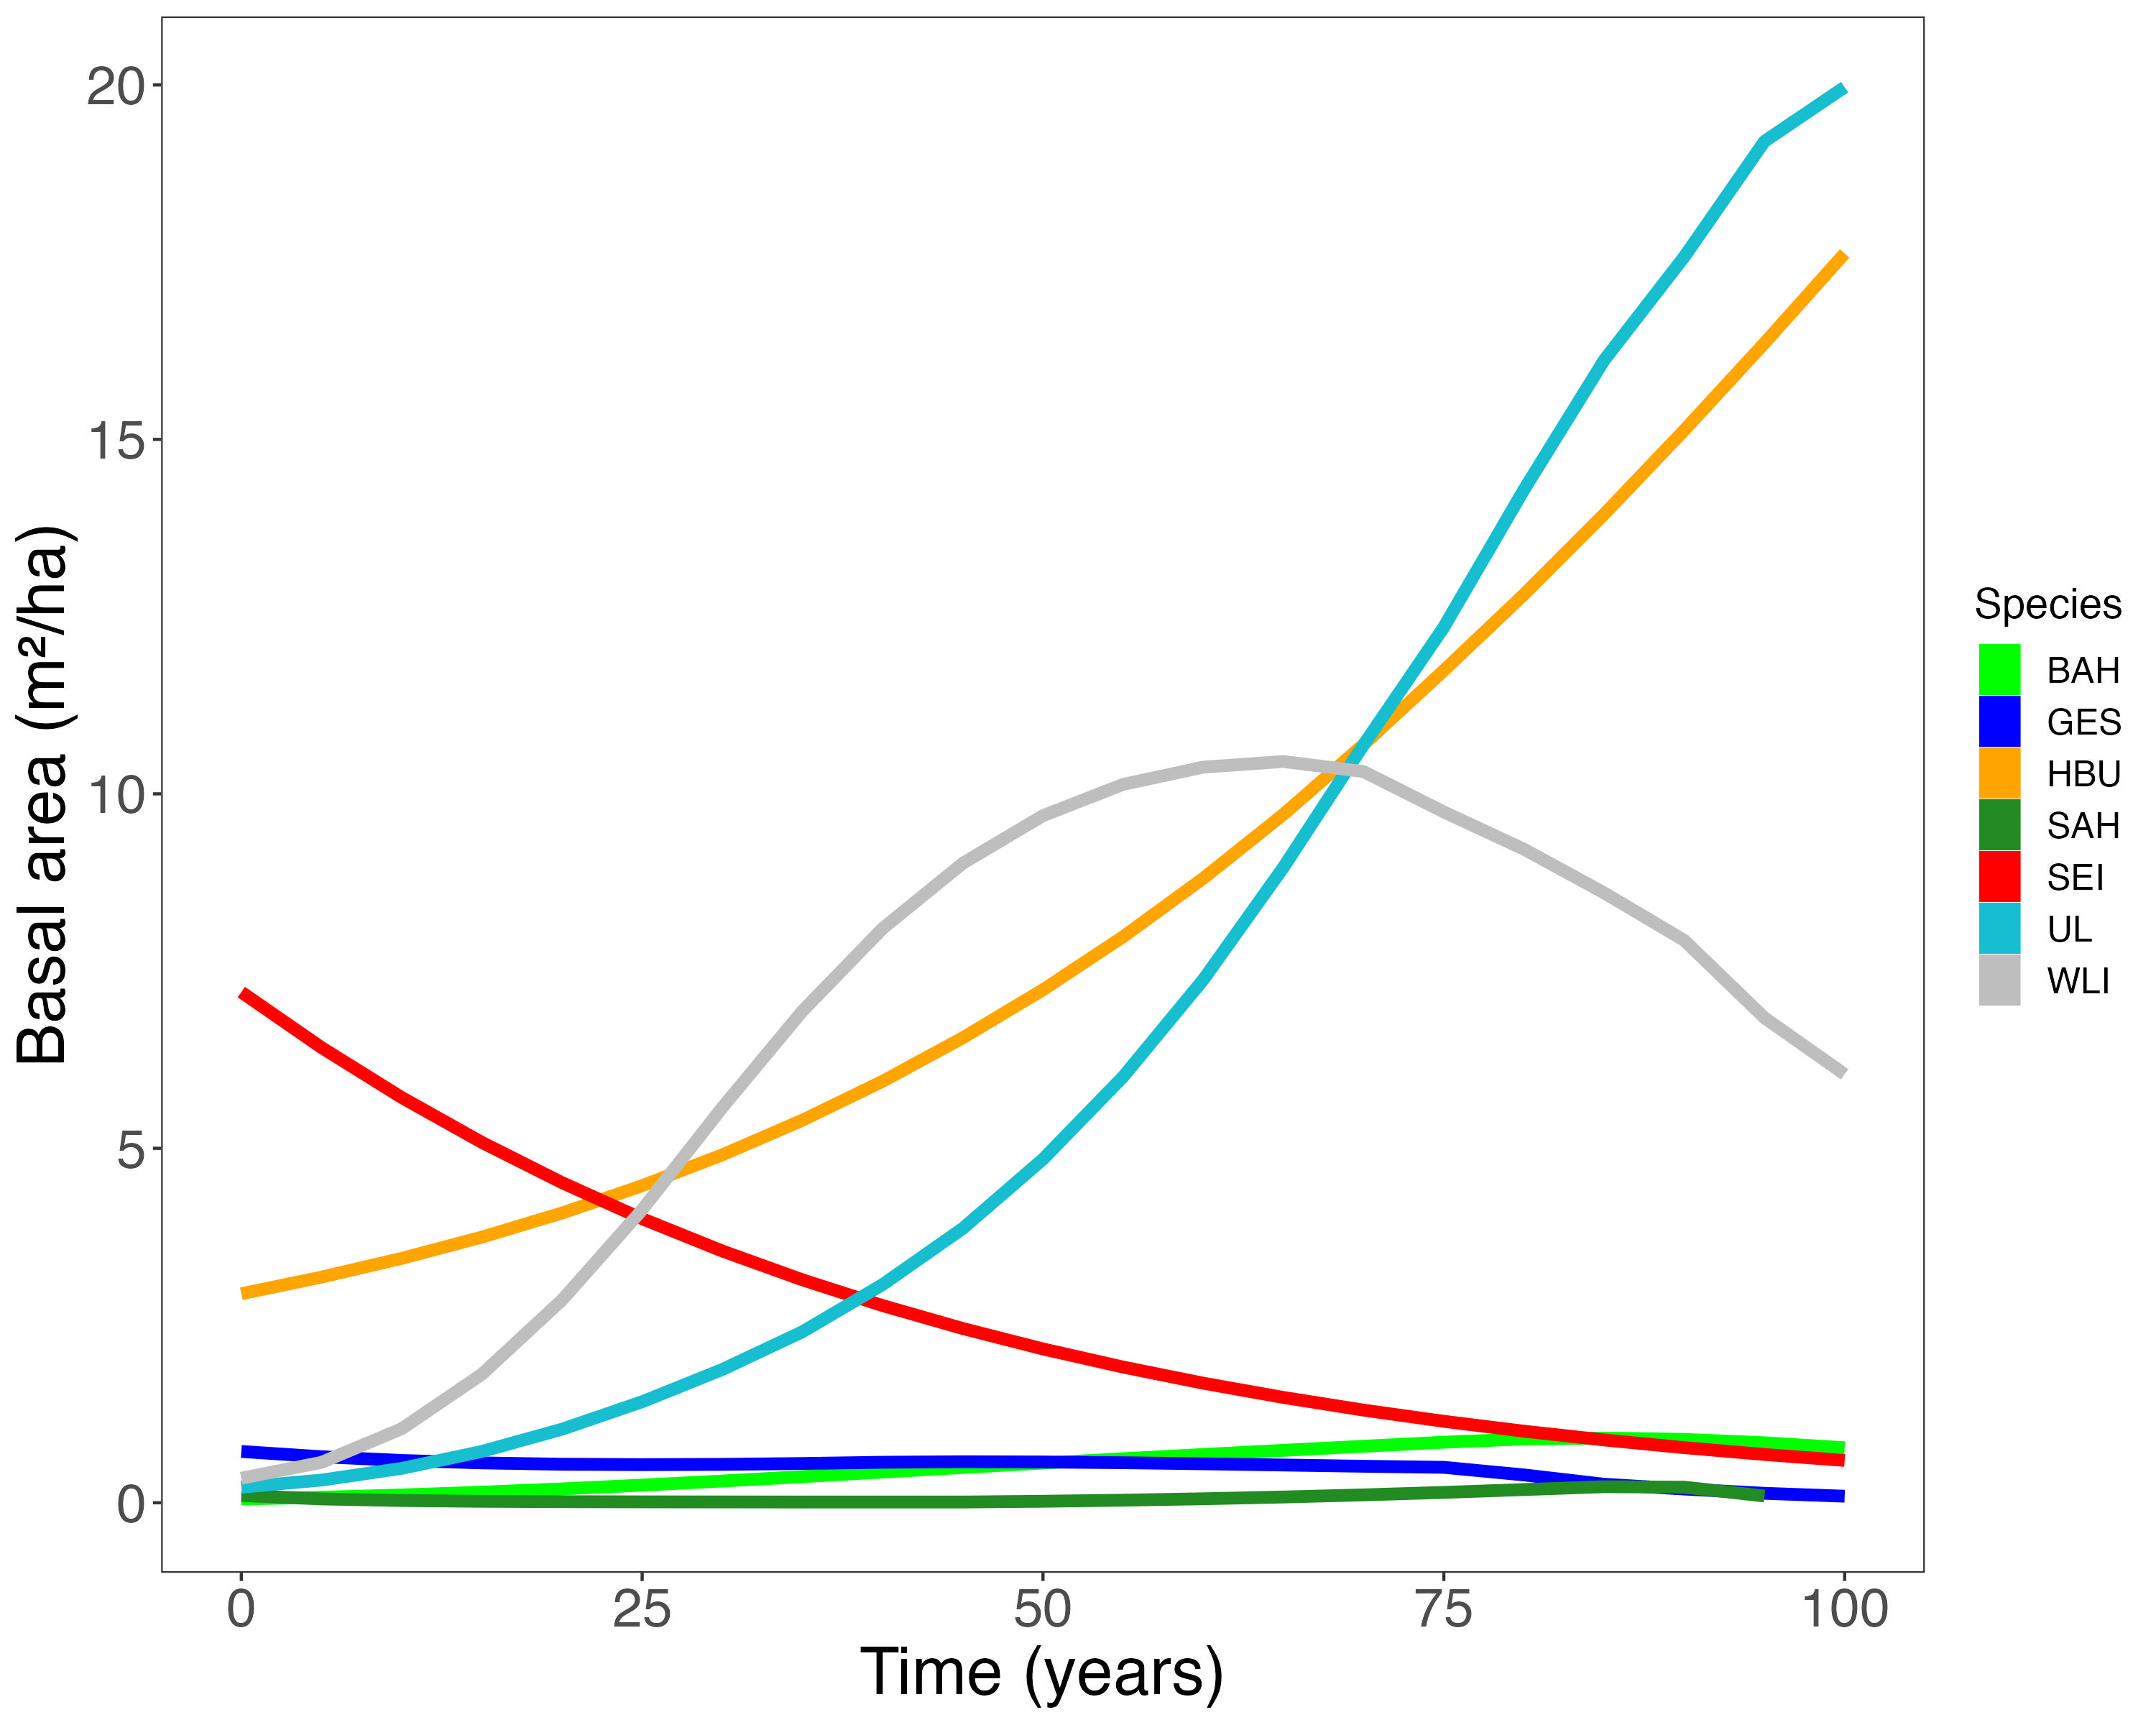 20
15
10
5
0
Basal area (m²/ha)
0 25 50 75 100
Time (years)
Species
BAH
GES
HBU
SAH
SEI
UL
WLI